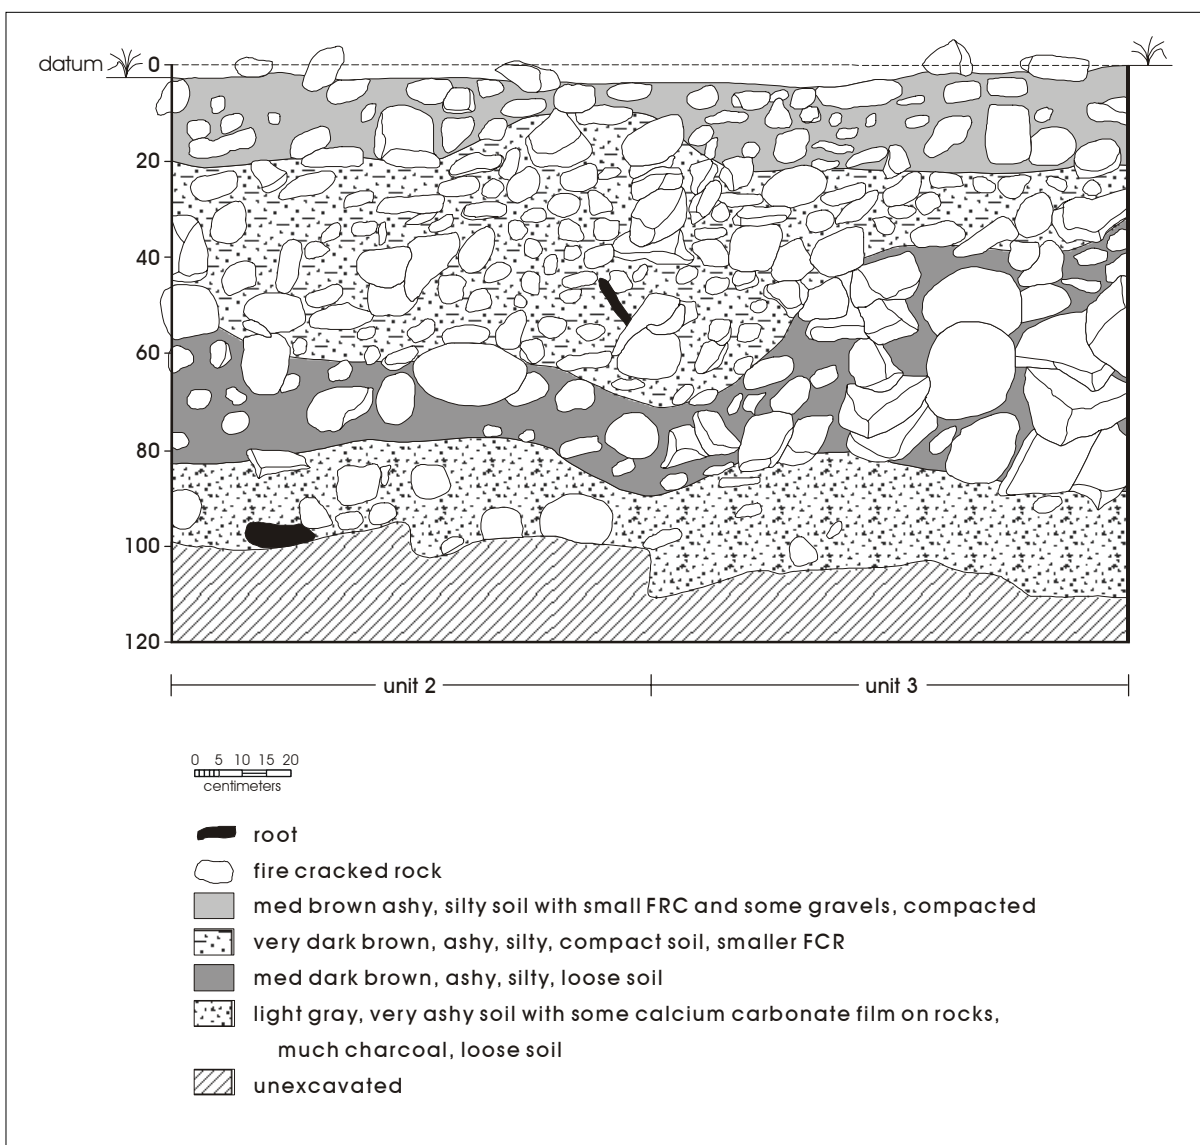 datum
0
20
40
60
80
100
120
unit 2 unit 3
0 5 10 15 20
centimeters
root
fire cracked rock
med brown ashy, silty soil with small FRC and some gravels, compacted
very dark brown, ashy, silty, compact soil, smaller FCR
med dark brown, ashy, silty, loose soil
light gray, very ashy soil with some calcium carbonate film on rocks,
much charcoal, loose soil
unexcavated